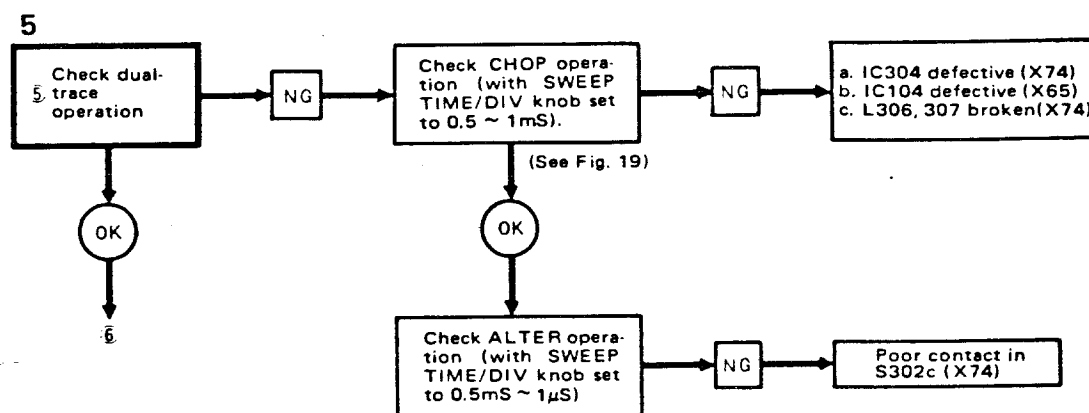 5
5 Check dual-
trace
operation
NG
Check CHOP opera-
tion (with SWEEP
TIME/DIV knob set
to 0.5 ~ 1mS).
NG
a. IC304 defective (X74)
b. IC104 defective (X65)
c. L306, 307 broken(X74)
(See Fig. 19)
OK
OK
6
Check ALTER opera-
tion (with SWEEP
TIME/DIV knob set
to 0.5mS ~ 1µS)
NG
Poor contact in
S302c (X74)